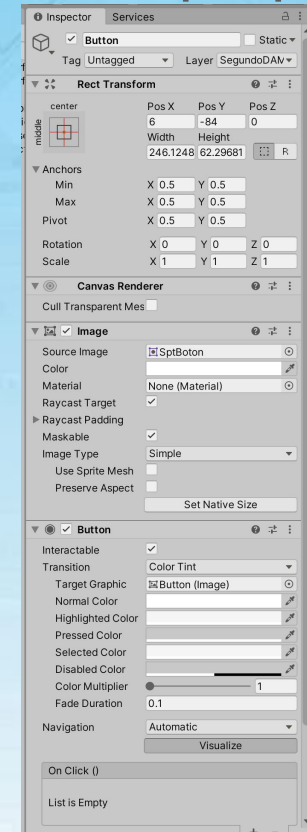 Inspector Services
Button Static
Tag Untagged Layer SegundoDAM
Rect Transform
center Pos X Pos Y Pos Z
middle 6 -84 0
Width Height
246.1248 62.29681 R
Anchors
Min X 0.5 Y 0.5
Max X 0.5 Y 0.5
Pivot X 0.5 Y 0.5
Rotation X 0 Y 0 Z 0
Scale X 1 Y 1 Z 1
Canvas Renderer
Cull Transparent Mes
Image
Source Image SptBoton
Color
Material None (Material)
Raycast Target
Raycast Padding
Maskable
Image Type Simple
Use Sprite Mesh
Preserve Aspect
Set Native Size
Button
Interactable
Transition Color Tint
Target Graphic Button (Image)
Normal Color
Highlighted Color
Pressed Color
Selected Color
Disabled Color
Color Multiplier 1
Fade Duration 0.1
Navigation Automatic
Visualize
On Click ()
List is Empty